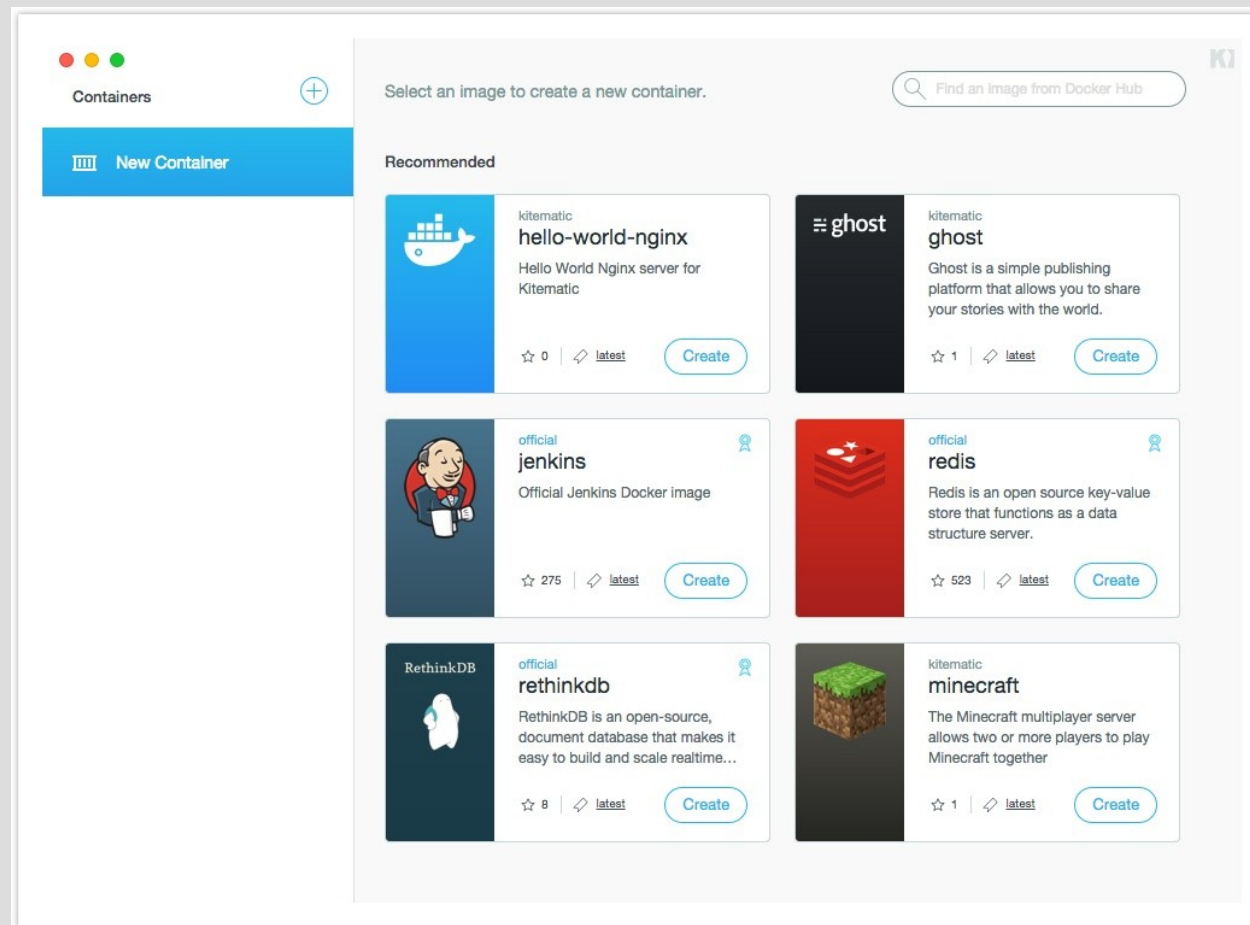 Containers
New Container
Select an image to create a new container.
Find an image from Docker Hub
Recommended
kitematic
hello-world-nginx
Hello World Nginx server for
Kitematic
0
latest
Create
ghost
kitematic
ghost
Ghost is a simple publishing
platform that allows you to share
your stories with the world.
1
latest
Create
official
jenkins
Official Jenkins Docker image
275
latest
Create
official
redis
Redis is an open source key-value
store that functions as a data
structure server.
523
latest
Create
RethinkDB
official
rethinkdb
RethinkDB is an open-source,
document database that makes it
easy to build and scale realtime...
8
latest
Create
kitematic
minecraft
The Minecraft multiplayer server
allows two or more players to play
Minecraft together
1
latest
Create